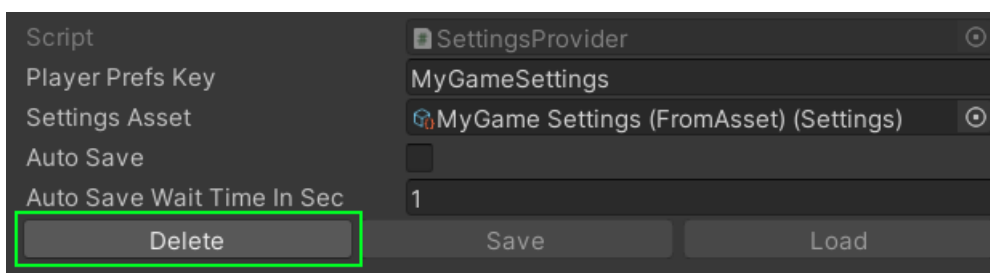 Script SettingsProvider
Player Prefs Key MyGameSettings
Settings Asset MyGame Settings (FromAsset) (Settings)
Auto Save
Auto Save Wait Time In Sec 1
Delete Save Load